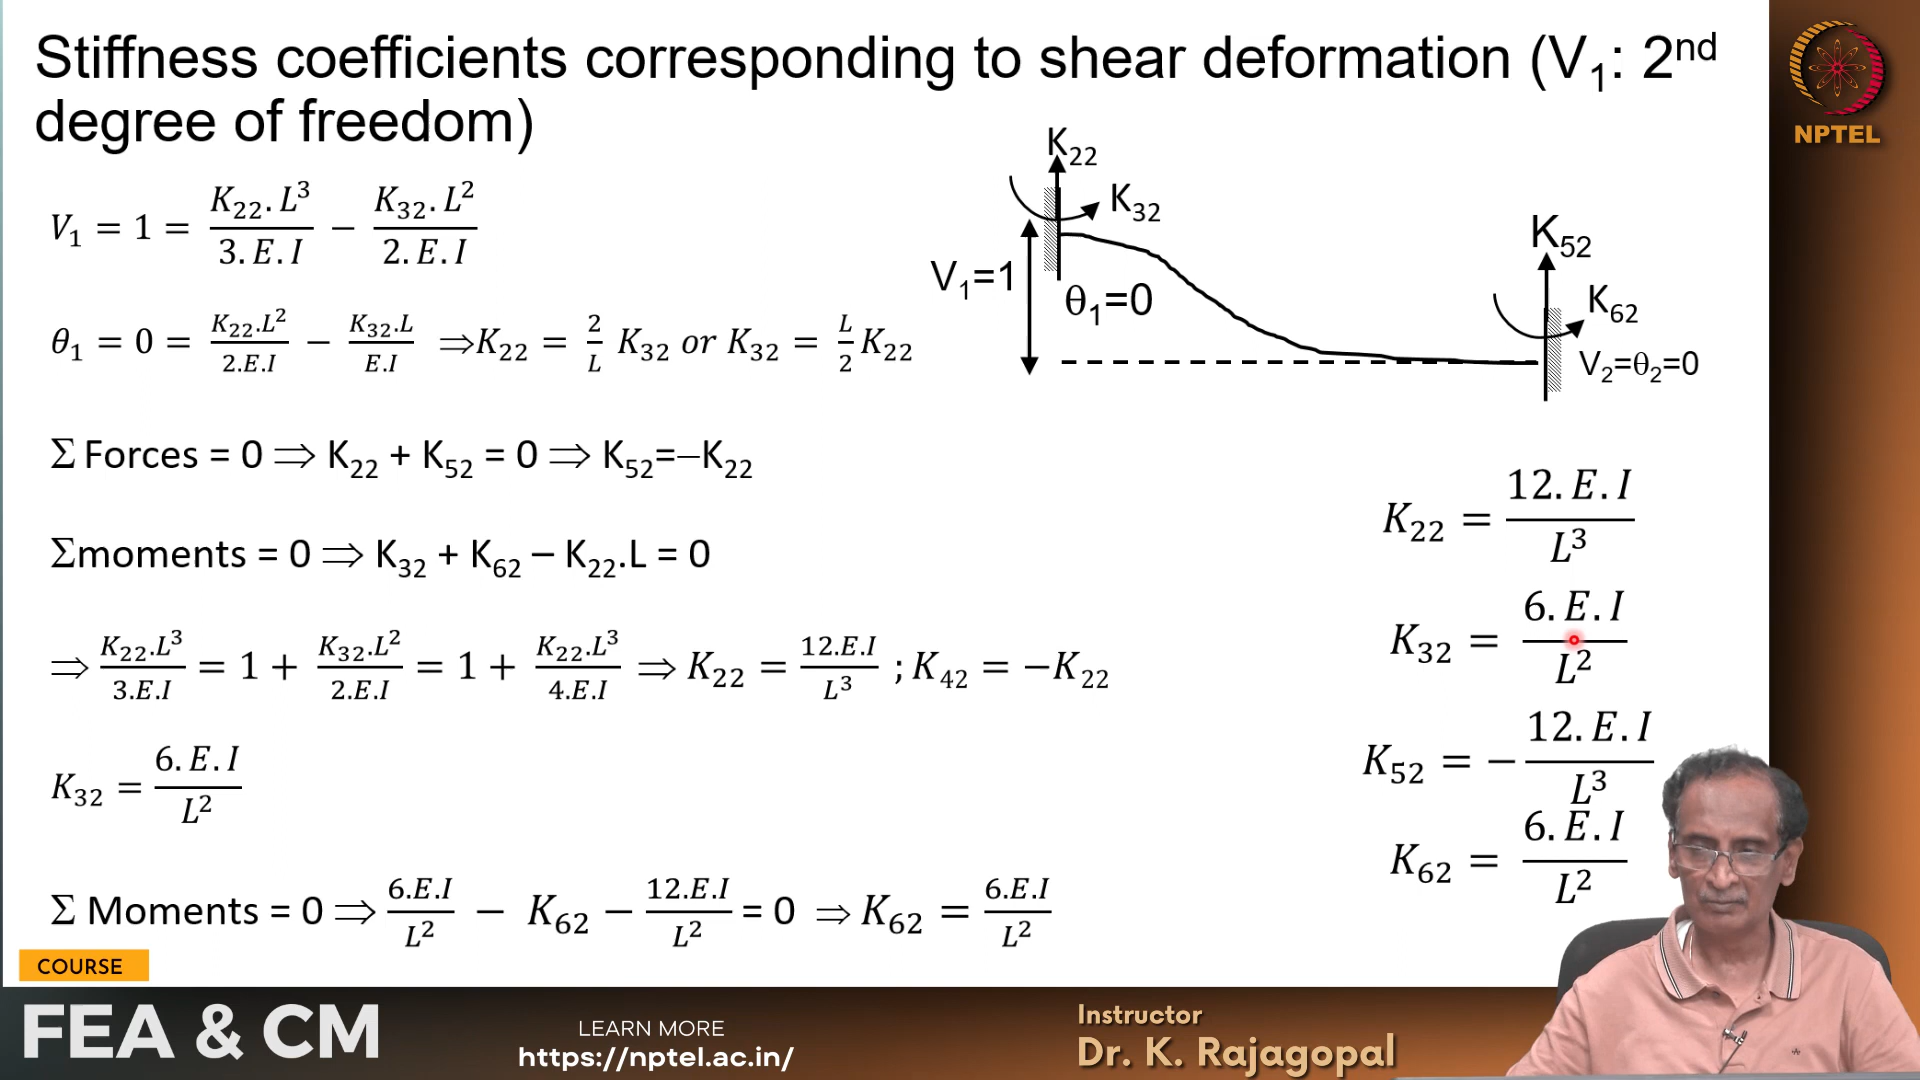 Stiffness coefficients corresponding to shear deformation (V₁: 2ⁿᵈ
degree of freedom)
NPTEL
V₁ = 1 = K₂₂.L³/3.E.I − K₃₂.L²/2.E.I
θ₁ = 0 = K₂₂.L²/2.E.I − K₃₂.L/E.I ⇒K₂₂ = 2/L K₃₂ or K₃₂ = L/2 K₂₂
K₂₂
K₃₂
V₁=1
θ₁=0
K₅₂
K₆₂
V₂=θ₂=0
Σ Forces = 0 ⇒ K₂₂ + K₅₂ = 0 ⇒ K₅₂=−K₂₂
Σmoments = 0 ⇒ K₃₂ + K₆₂ – K₂₂.L = 0
⇒ K₂₂.L³/3.E.I = 1 + K₃₂.L²/2.E.I = 1 + K₂₂.L³/4.E.I ⇒ K₂₂ = 12.E.I/L³ ; K₄₂ = −K₂₂
K₃₂ = 6.E.I/L²
Σ Moments = 0 ⇒ 6.E.I/L² − K₆₂ − 12.E.I/L² = 0 ⇒ K₆₂ = 6.E.I/L²
K₂₂ = 12.E.I/L³
K₃₂ = 6.E.I/L²
K₅₂ = −12.E.I/L³
K₆₂ = 6.E.I/L²
COURSE
FEA & CM
LEARN MORE
https://nptel.ac.in/
Instructor
Dr. K. Rajagopal